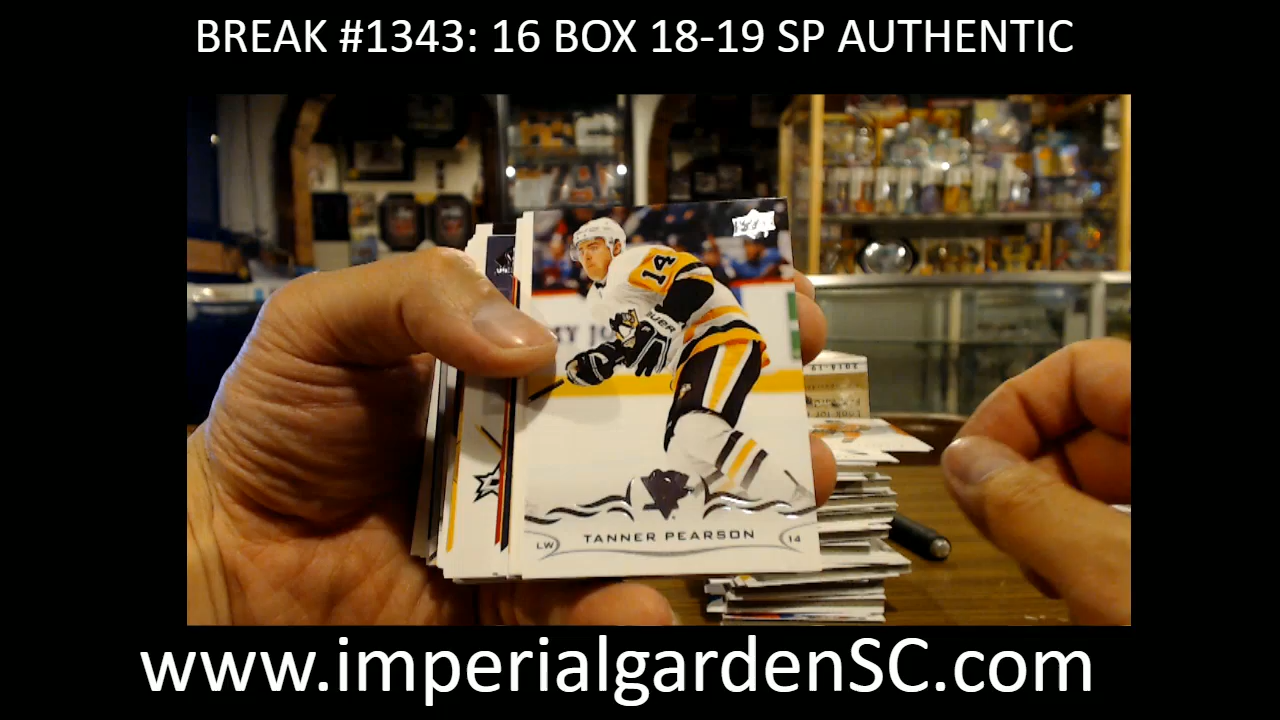 BREAK #1343: 16 BOX 18-19 SP AUTHENTIC
14
TANNER PEARSON
LW
14
www.imperialgardenSC.com